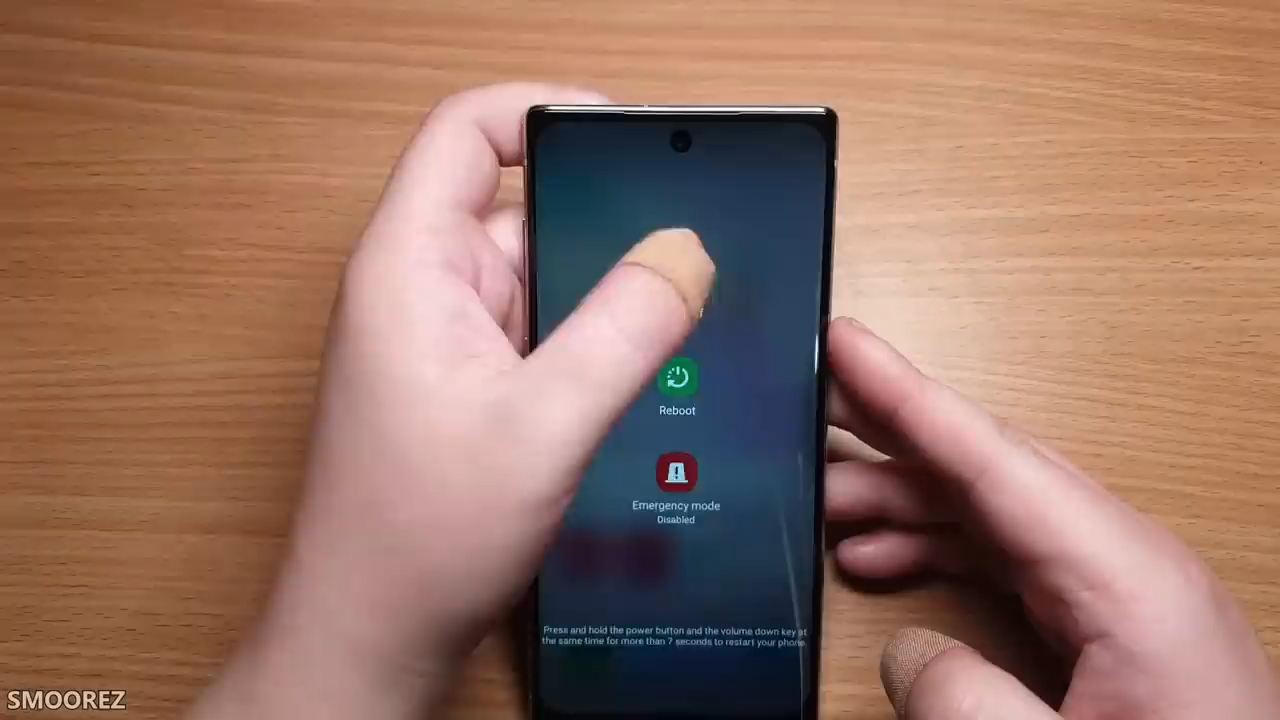 Reboot
Emergency mode
Disabled
Press and hold the power button and the volume down key at
the same time for more than 7 seconds to restart your phone.
SMOOREZ